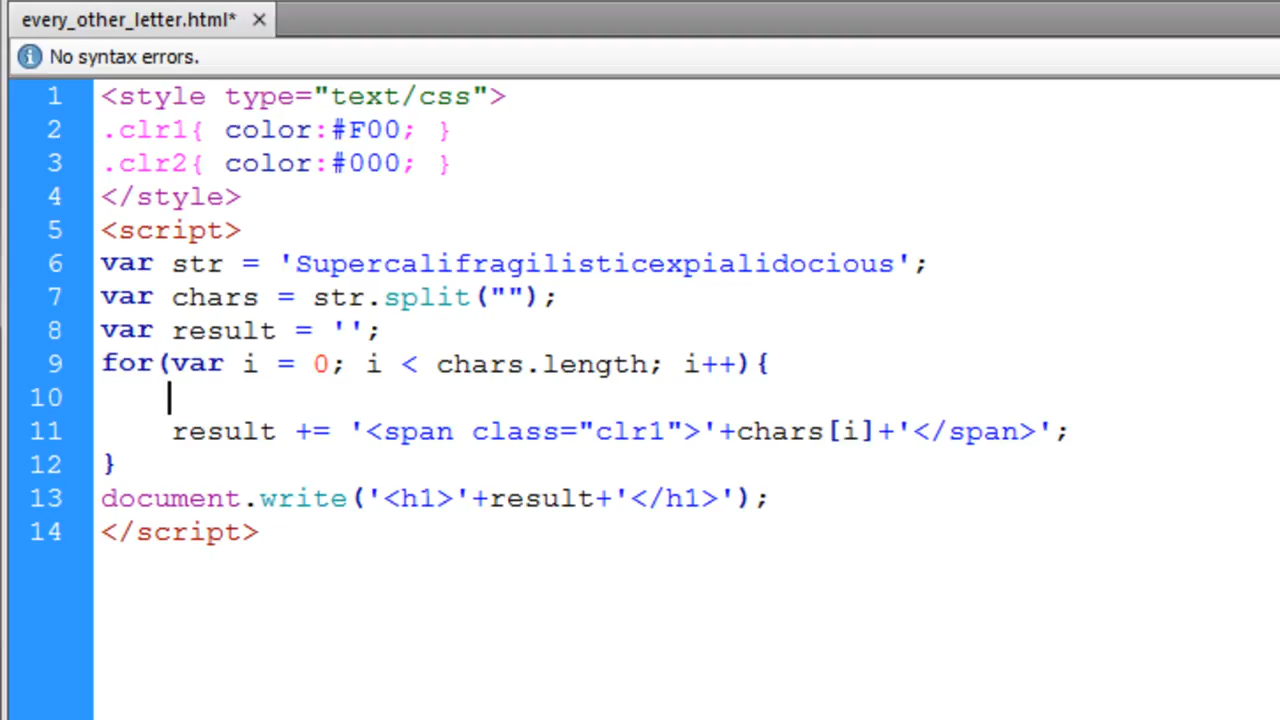 every_other_letter.html* ×
No syntax errors.
1 <style type="text/css">
2 .clr1{ color:#F00; }
3 .clr2{ color:#000; }
4 </style>
5 <script>
6 var str = 'Supercalifragilisticexpialidocious';
7 var chars = str.split("");
8 var result = '';
9 for(var i = 0; i < chars.length; i++){
10
11 result += '<span class="clr1">'+chars[i]+'</span>';
12 }
13 document.write('<h1>'+result+'</h1>');
14 </script>